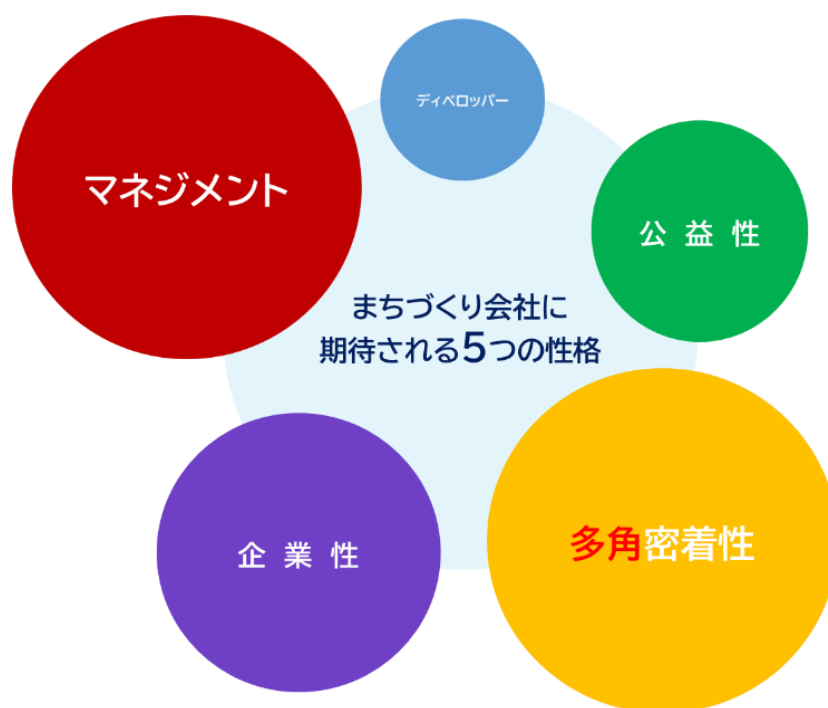 ディベロッパー
マネジメント
公益性
まちづくり会社に
期待される5つの性格
多角密着性
企業性